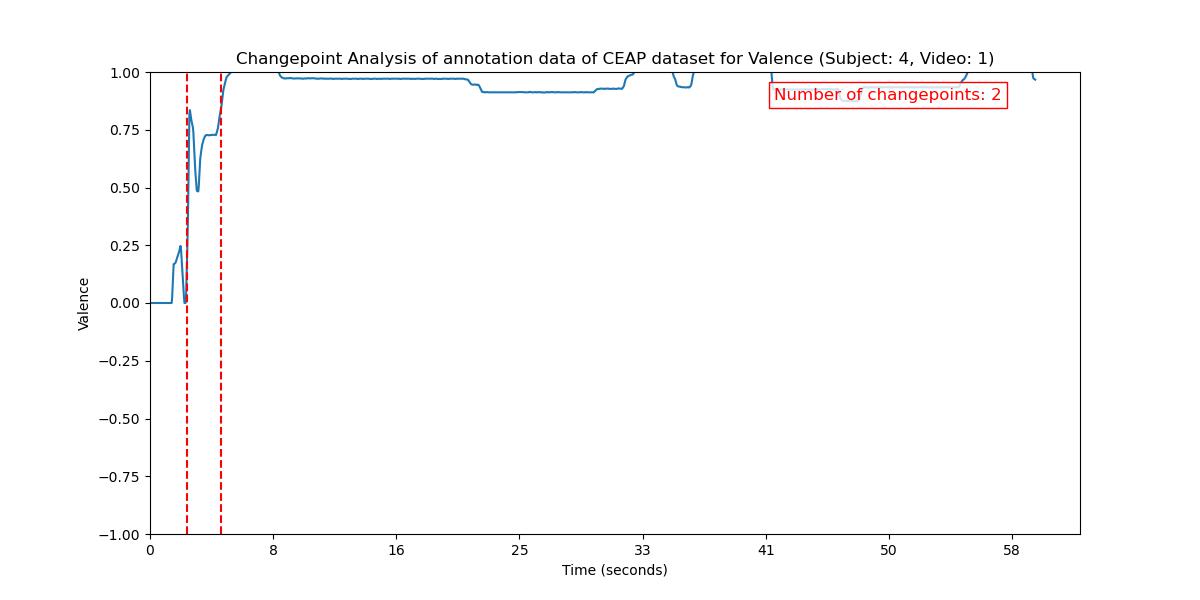 Changepoint Analysis of annotation data of CEAP dataset for Valence (Subject: 4, Video: 1)
Number of changepoints: 2
1.00
0.75
0.50
0.25
0.00
−0.25
−0.50
−0.75
−1.00
Valence
0 8 16 25 33 41 50 58
Time (seconds)